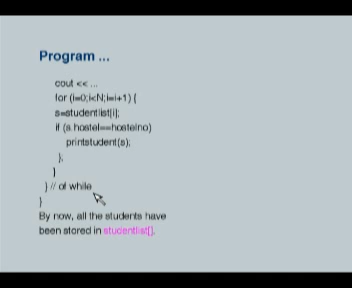 Program ...
cout << ...
for (i=0;i<N;i=i+1) {
s=studentlist[i];
if (s.hostel==hostelno)
printstudent(s);
};
}
} // of while
}
By now, all the students have
been stored in studentlist[].